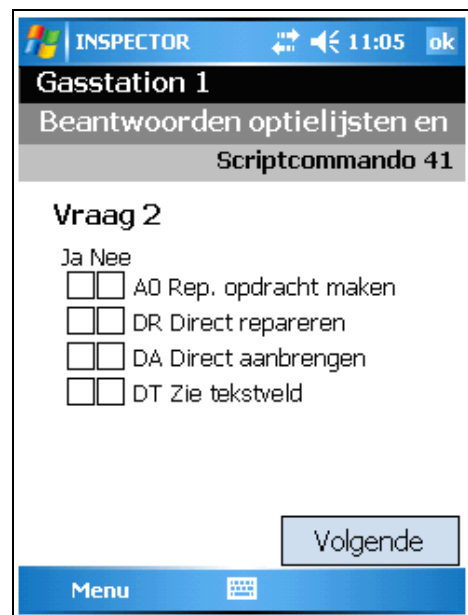 INSPECTOR 11:05 ok
Gasstation 1
Beantwoorden optielijsten en
Scriptcommando 41
Vraag 2
Ja Nee
A0 Rep. opdracht maken
DR Direct repareren
DA Direct aanbrengen
DT Zie tekstveld
Volgende
Menu